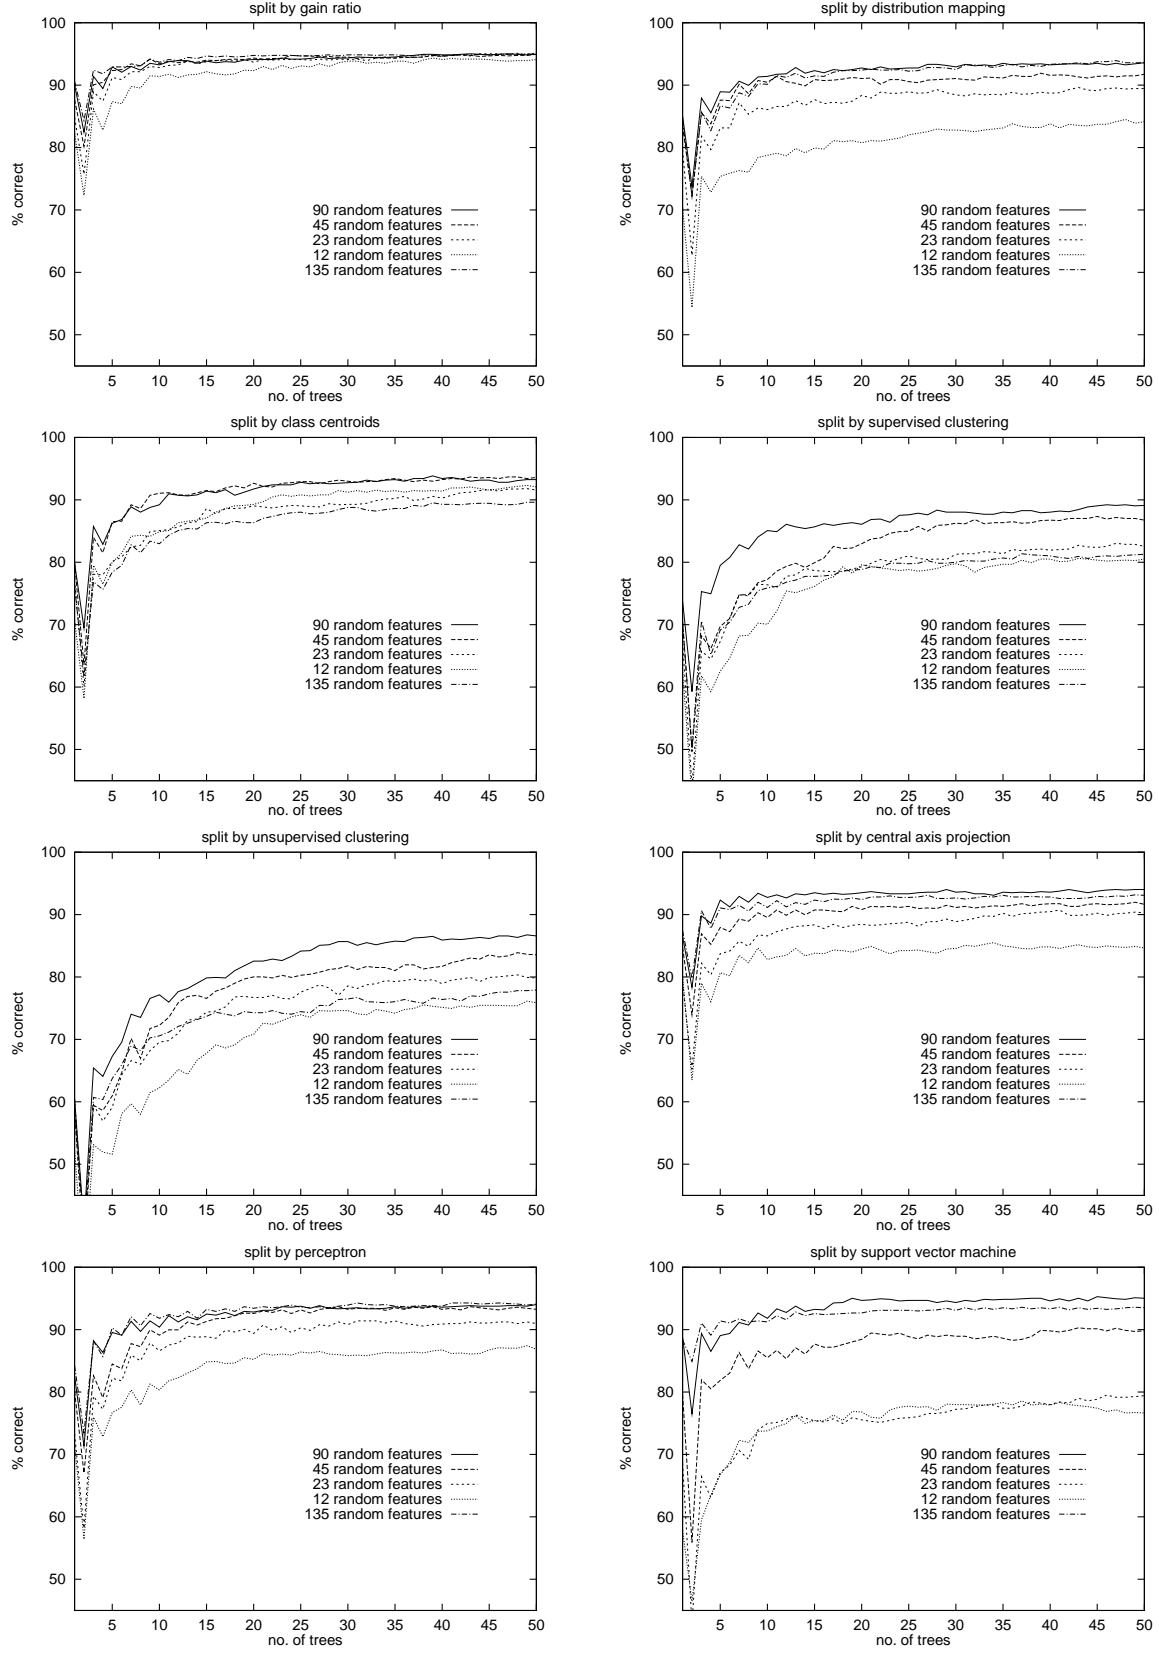 split by gain ratio
100
90
80
70
60
50
% correct
90 random features
45 random features
23 random features
12 random features
135 random features
5 10 15 20 25 30 35 40 45 50
no. of trees
split by distribution mapping
100
90
80
70
60
50
% correct
90 random features
45 random features
23 random features
12 random features
135 random features
5 10 15 20 25 30 35 40 45 50
no. of trees
split by class centroids
100
90
80
70
60
50
% correct
90 random features
45 random features
23 random features
12 random features
135 random features
5 10 15 20 25 30 35 40 45 50
no. of trees
split by supervised clustering
100
90
80
70
60
50
% correct
90 random features
45 random features
23 random features
12 random features
135 random features
5 10 15 20 25 30 35 40 45 50
no. of trees
split by unsupervised clustering
100
90
80
70
60
50
% correct
90 random features
45 random features
23 random features
12 random features
135 random features
5 10 15 20 25 30 35 40 45 50
no. of trees
split by central axis projection
100
90
80
70
60
50
% correct
90 random features
45 random features
23 random features
12 random features
135 random features
5 10 15 20 25 30 35 40 45 50
no. of trees
split by perceptron
100
90
80
70
60
50
% correct
90 random features
45 random features
23 random features
12 random features
135 random features
5 10 15 20 25 30 35 40 45 50
no. of trees
split by support vector machine
100
90
80
70
60
50
% correct
90 random features
45 random features
23 random features
12 random features
135 random features
5 10 15 20 25 30 35 40 45 50
no. of trees